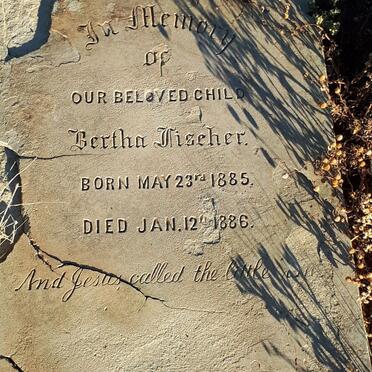 In Memory
of
OUR BELOVED CHILD
Bertha Fischer.
BORN MAY 23rd 1885.
DIED JAN. 12th 1886.
And Jesus called the little